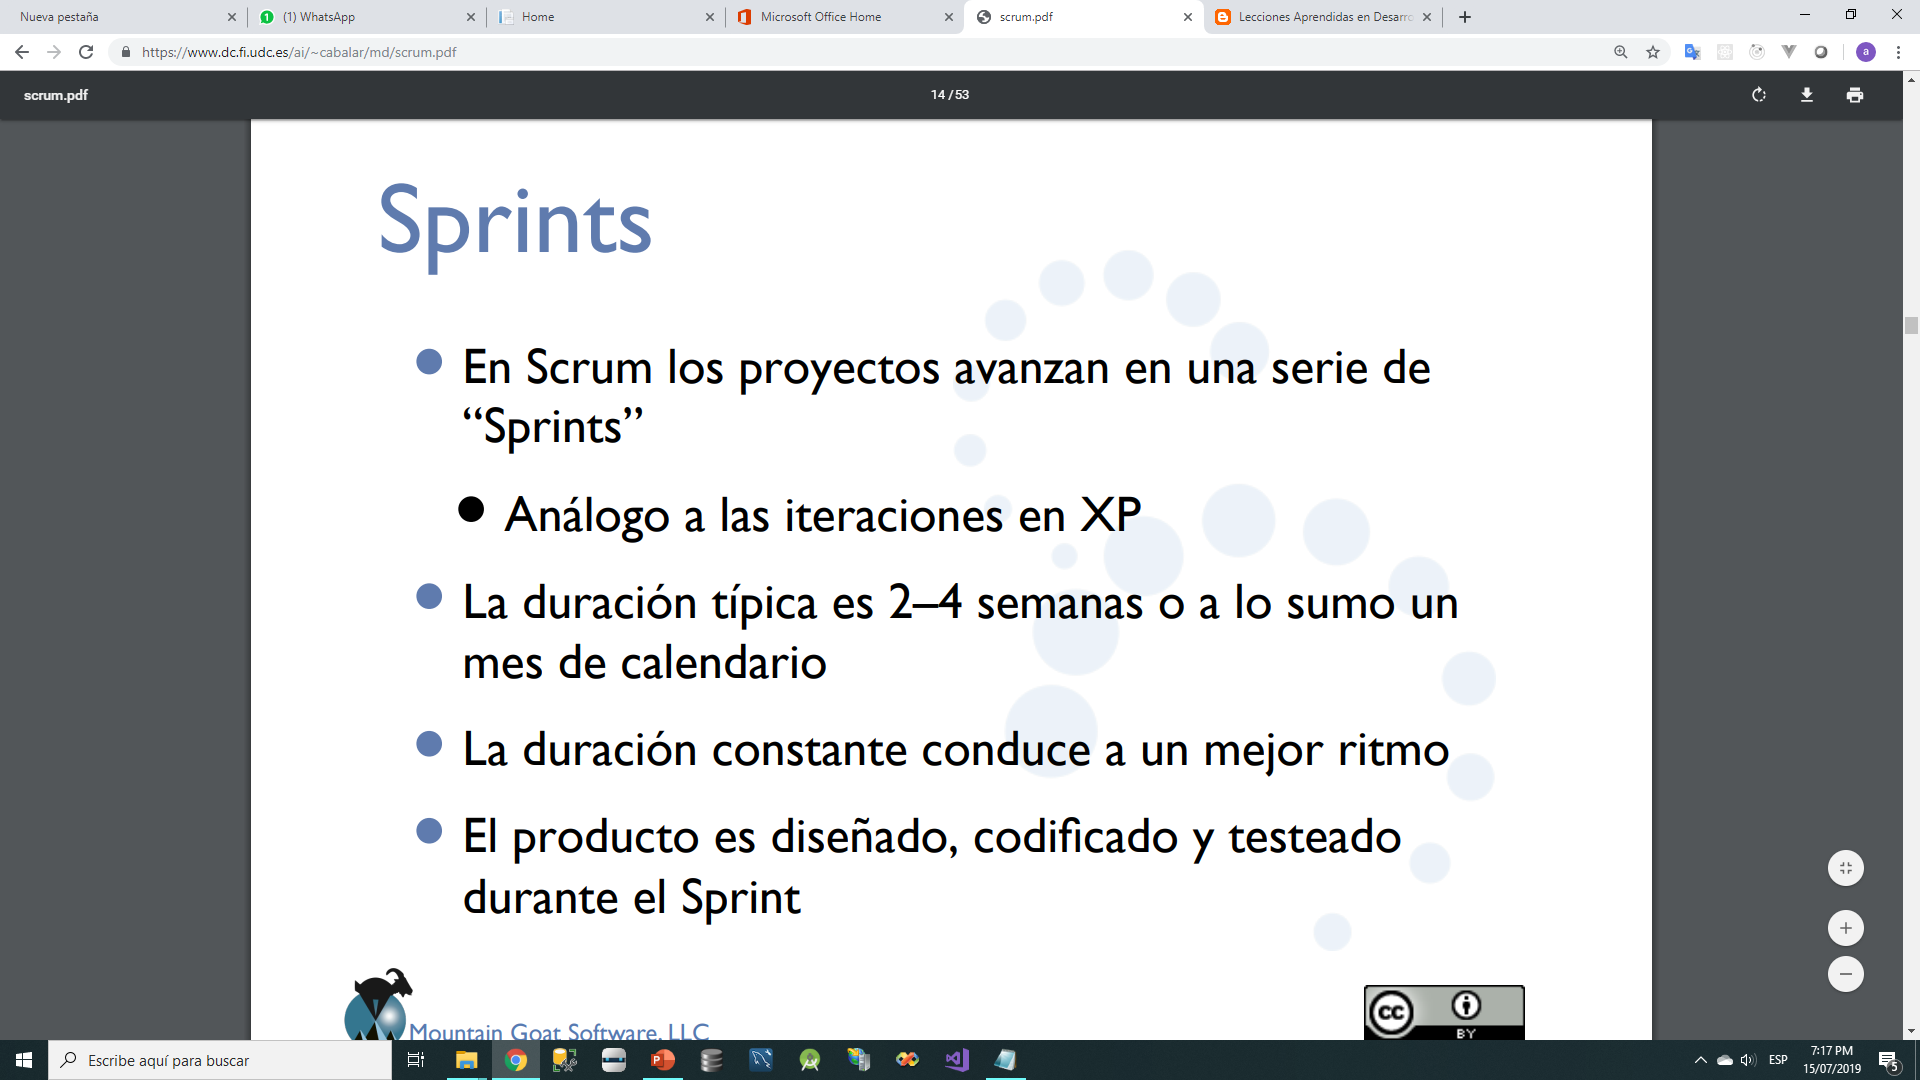 Nueva pestaña
(1) WhatsApp
Home
Microsoft Office Home
scrum.pdf
Lecciones Aprendidas en Desarro
https://www.dc.fi.udc.es/ai/~cabalar/md/scrum.pdf
a
scrum.pdf
14 / 53
Sprints
En Scrum los proyectos avanzan en una serie de
“Sprints”
Análogo a las iteraciones en XP
La duración típica es 2–4 semanas o a lo sumo un
mes de calendario
La duración constante conduce a un mejor ritmo
El producto es diseñado, codificado y testeado
durante el Sprint
Mountain Goat Software, LLC
cc
BY
Escribe aquí para buscar
ESP
7:17 PM
15/07/2019
5